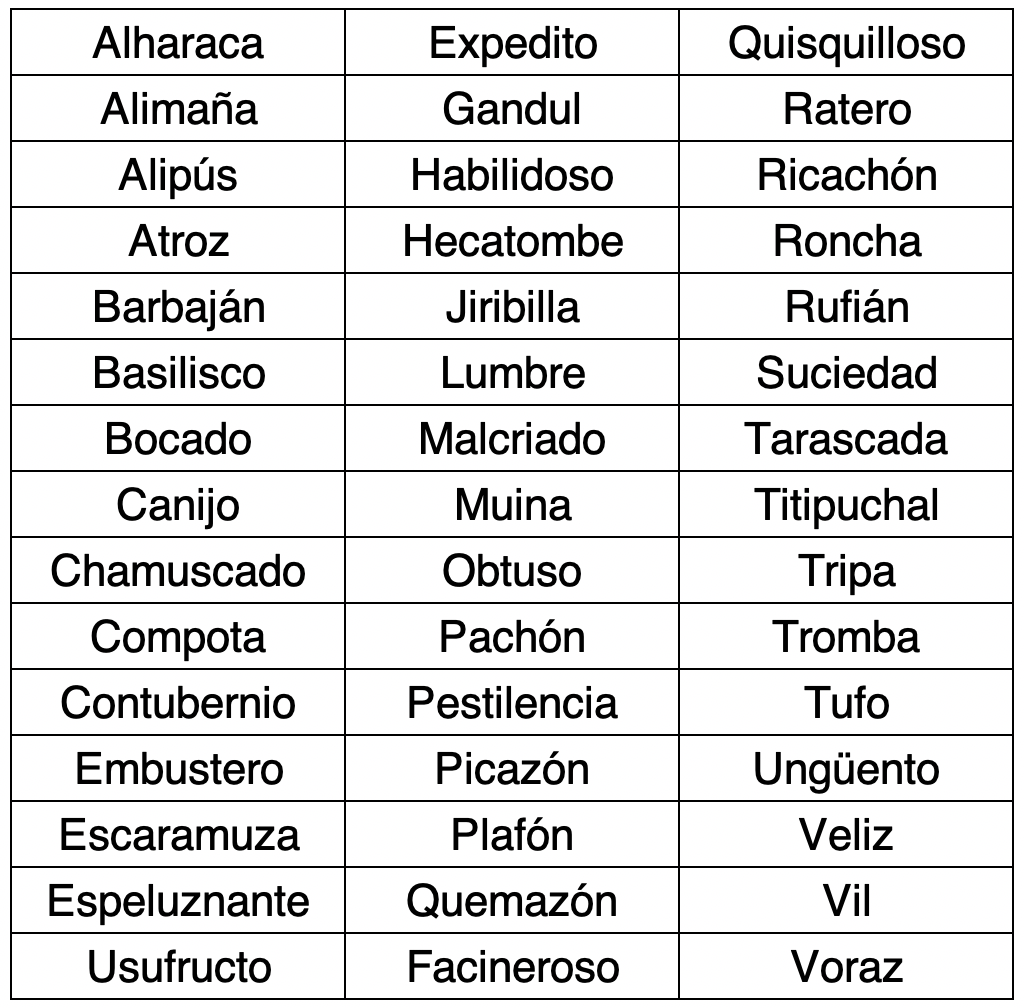 Alharaca Expedito Quisquilloso
Alimaña Gandul Ratero
Alipús Habilidoso Ricachón
Atroz Hecatombe Roncha
Barbaján Jiribilla Rufián
Basilisco Lumbre Suciedad
Bocado Malcriado Tarascada
Canijo Muina Titipuchal
Chamuscado Obtuso Tripa
Compota Pachón Tromba
Contubernio Pestilencia Tufo
Embustero Picazón Ungüento
Escaramuza Plafón Veliz
Espeluznante Quemazón Vil
Usufructo Facineroso Voraz